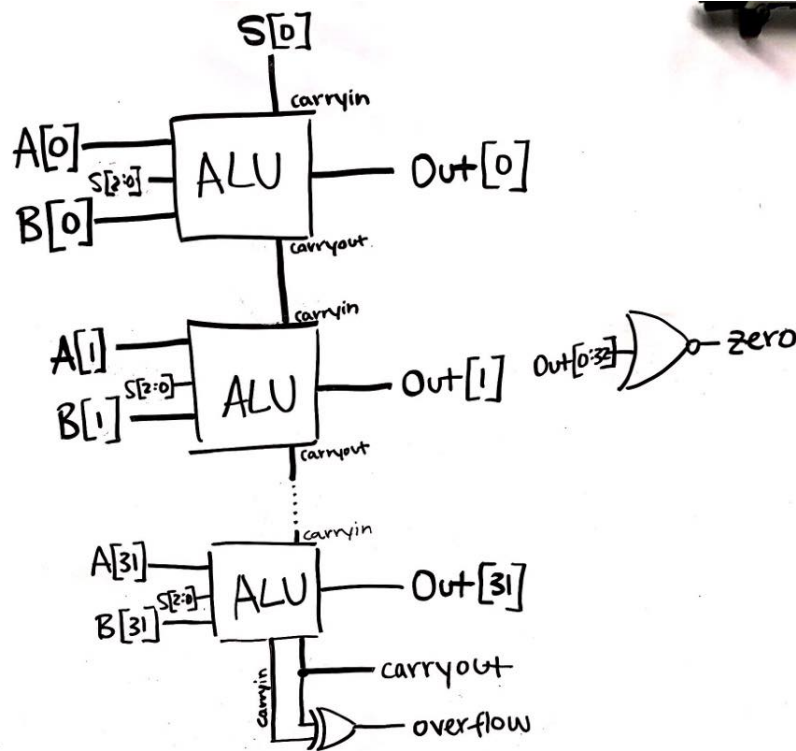 S[0]
carryin
A[0]
S[2:0]
B[0]
ALU
Out[0]
carryout
carryin
A[1]
S[2:0]
B[1]
ALU
Out[1]
carryout
Out[0:32]
zero
carryin
A[31]
S[2:0]
B[31]
ALU
Out[31]
carryin
carryout
overflow